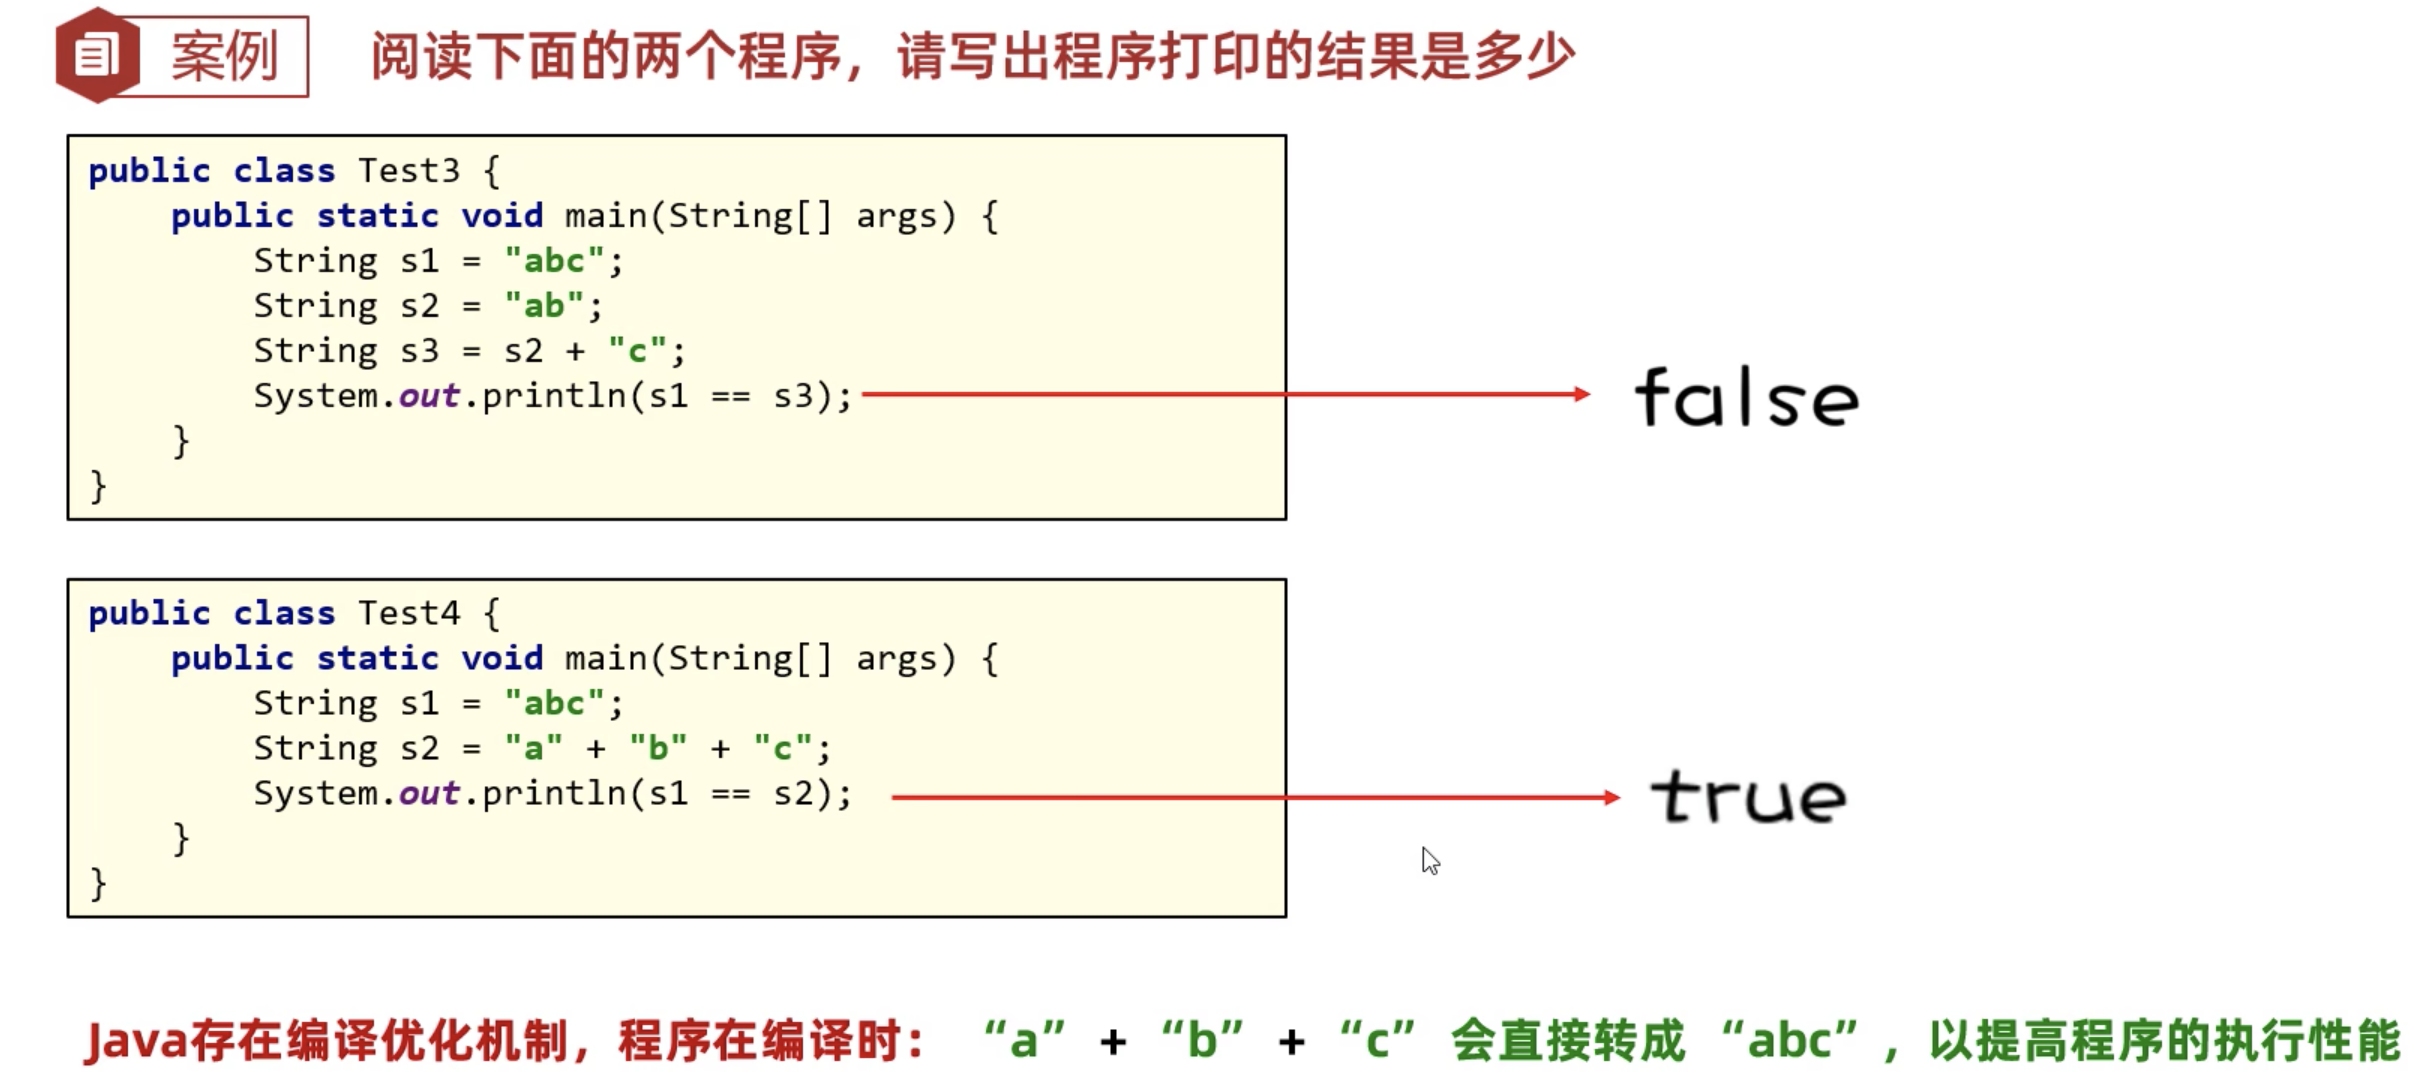 案例 阅读下面的两个程序，请写出程序打印的结果是多少
public class Test3 {
    public static void main(String[] args) {
        String s1 = "abc";
        String s2 = "ab";
        String s3 = s2 + "c";
        System.out.println(s1 == s3); false
    }
}
public class Test4 {
    public static void main(String[] args) {
        String s1 = "abc";
        String s2 = "a" + "b" + "c";
        System.out.println(s1 == s2); true
    }
}
Java存在编译优化机制，程序在编译时： “a” + “b” + “c” 会直接转成 “abc” ，以提高程序的执行性能